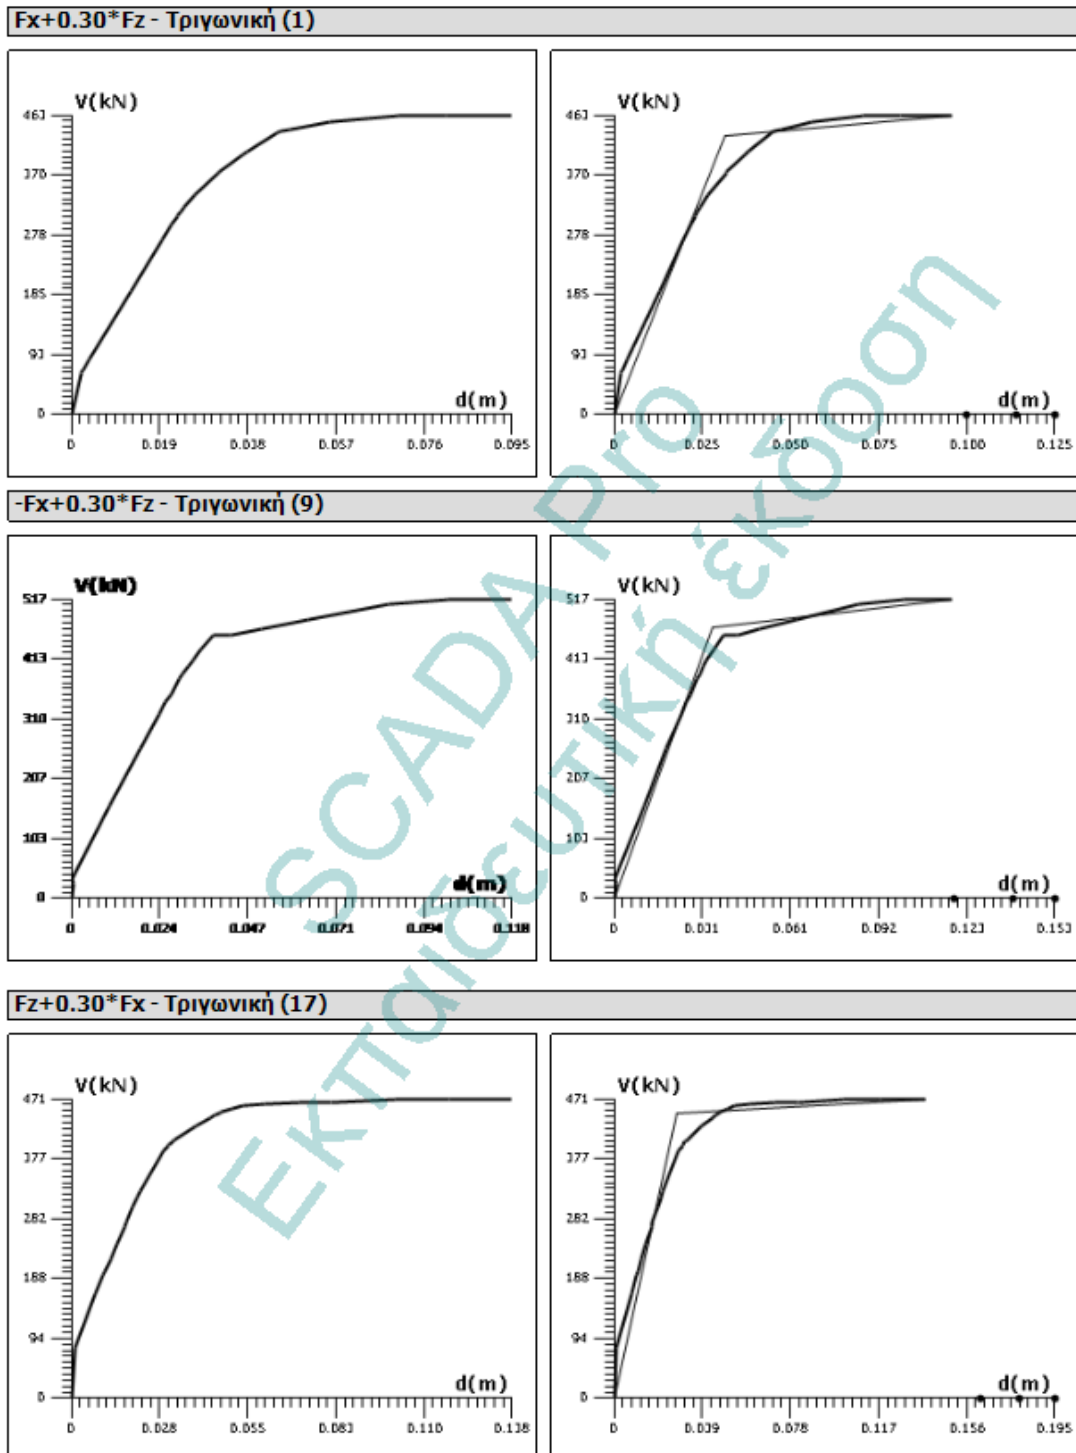 Fx+0.30*Fz - Τριγωνική (1)
V(kN)
463
370
278
185
93
0
d(m)
0 0.019 0.038 0.057 0.076 0.095
V(kN)
463
370
278
185
93
0
d(m)
0 0.025 0.050 0.075 0.100 0.125
-Fx+0.30*Fz - Τριγωνική (9)
V(kN)
517
413
310
207
103
0
d(m)
0 0.024 0.047 0.071 0.094 0.118
V(kN)
517
413
310
207
103
0
d(m)
0 0.031 0.061 0.092 0.123 0.153
Fz+0.30*Fx - Τριγωνική (17)
V(kN)
471
377
282
188
94
0
d(m)
0 0.028 0.055 0.083 0.110 0.138
V(kN)
471
377
282
188
94
0
d(m)
0 0.039 0.078 0.117 0.156 0.195
SCADA Pro
Εκπαιδευτική έκδοση